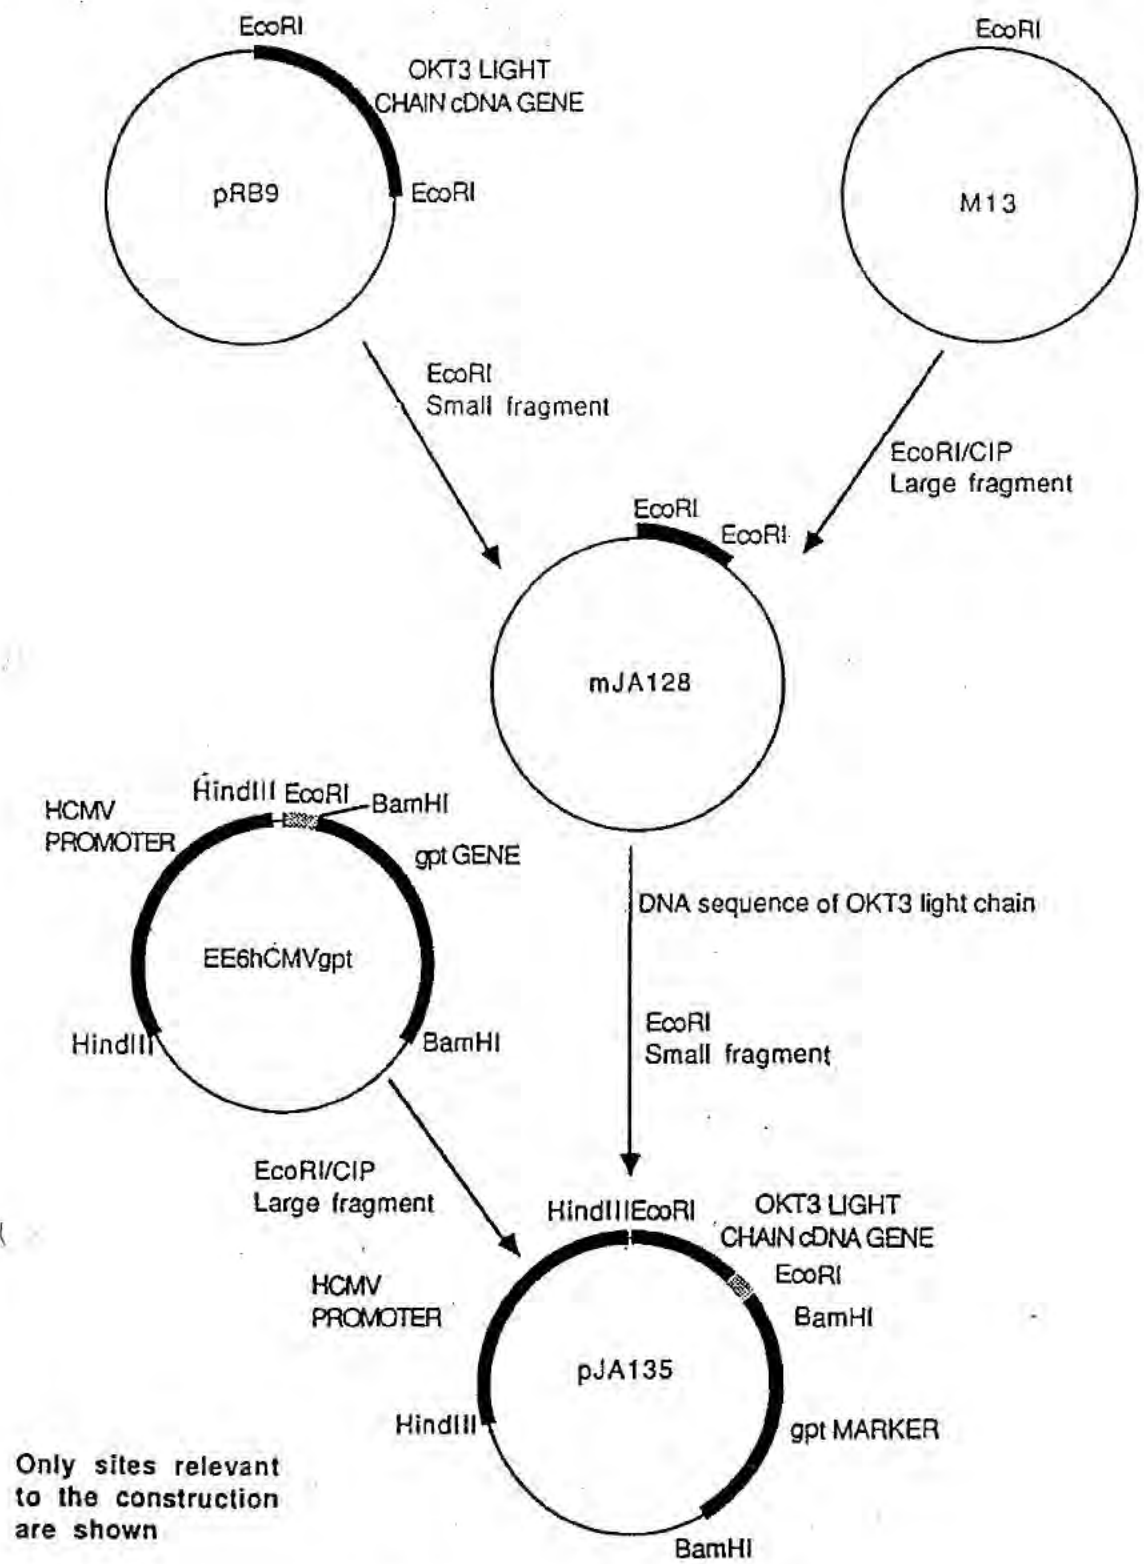 EcoRI
OKT3 LIGHT
CHAIN cDNA GENE
EcoRI
pRB9
EcoRI
M13
EcoRI
Small fragment
EcoRI/CIP
Large fragment
EcoRI
EcoRI
mJA128
HindIII EcoRI
BamHI
HCMV
PROMOTER
gpt GENE
EE6hCMVgpt
HindIII
BamHI
DNA sequence of OKT3 light chain
EcoRI
Small fragment
EcoRI/CIP
Large fragment
HindIIIEcoRI
OKT3 LIGHT
CHAIN cDNA GENE
EcoRI
BamHI
HCMV
PROMOTER
pJA135
HindIII
gpt MARKER
BamHI
Only sites relevant
to the construction
are shown